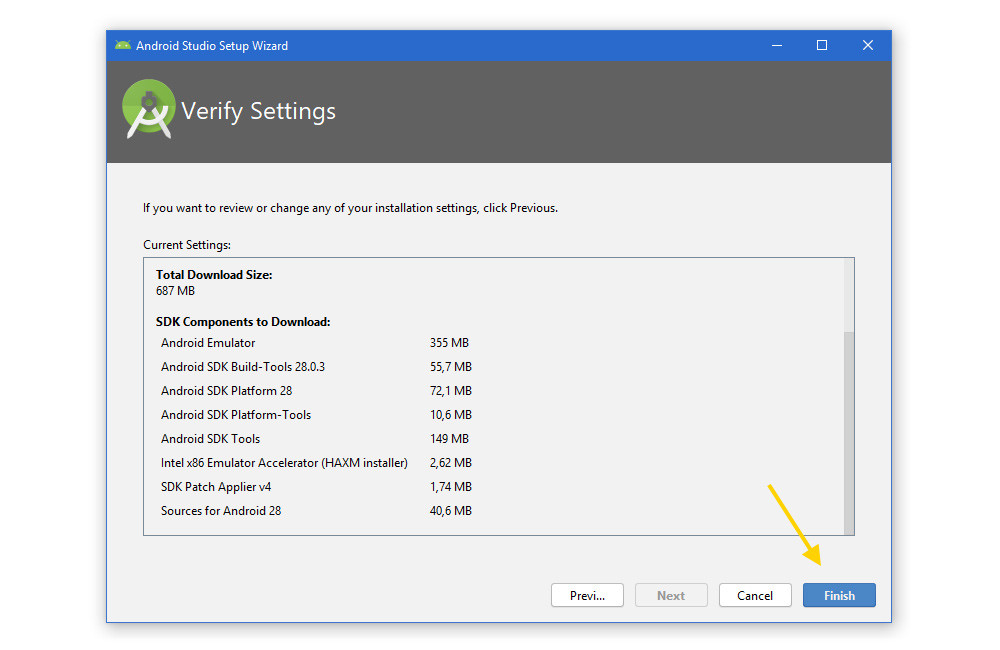 Android Studio Setup Wizard
Verify Settings
If you want to review or change any of your installation settings, click Previous.
Current Settings:
Total Download Size:
687 MB
SDK Components to Download:
Android Emulator 355 MB
Android SDK Build-Tools 28.0.3 55,7 MB
Android SDK Platform 28 72,1 MB
Android SDK Platform-Tools 10,6 MB
Android SDK Tools 149 MB
Intel x86 Emulator Accelerator (HAXM installer) 2,62 MB
SDK Patch Applier v4 1,74 MB
Sources for Android 28 40,6 MB
Previ... Next Cancel Finish